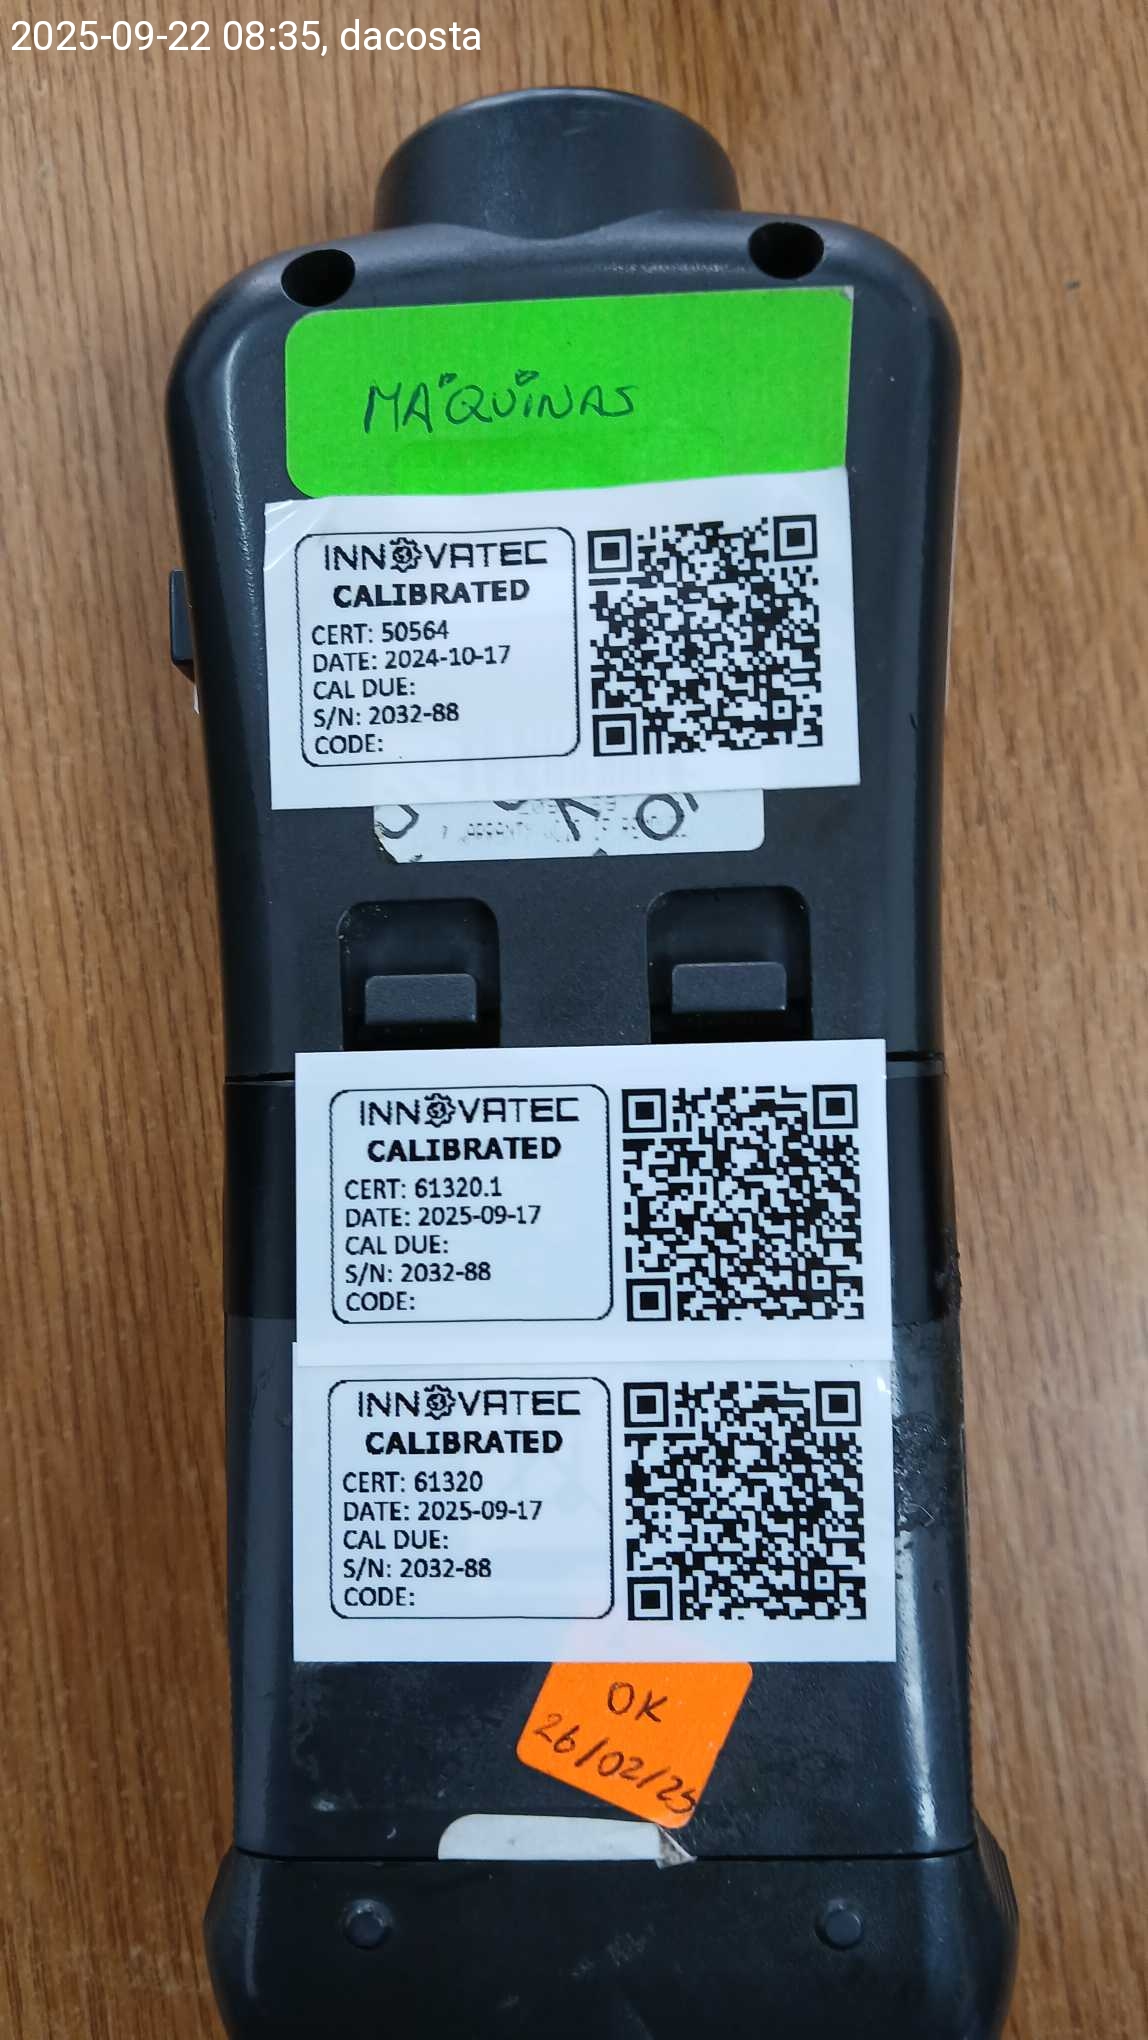 2025-09-22 08:35, dacosta
MÁQUINAS
INNOVATEC
CALIBRATED
CERT: 50564
DATE: 2024-10-17
CAL DUE:
S/N: 2032-88
CODE:
INNOVATEC
CALIBRATED
CERT: 61320.1
DATE: 2025-09-17
CAL DUE:
S/N: 2032-88
CODE:
INNOVATEC
CALIBRATED
CERT: 61320
DATE: 2025-09-17
CAL DUE:
S/N: 2032-88
CODE:
OK
26/02/25